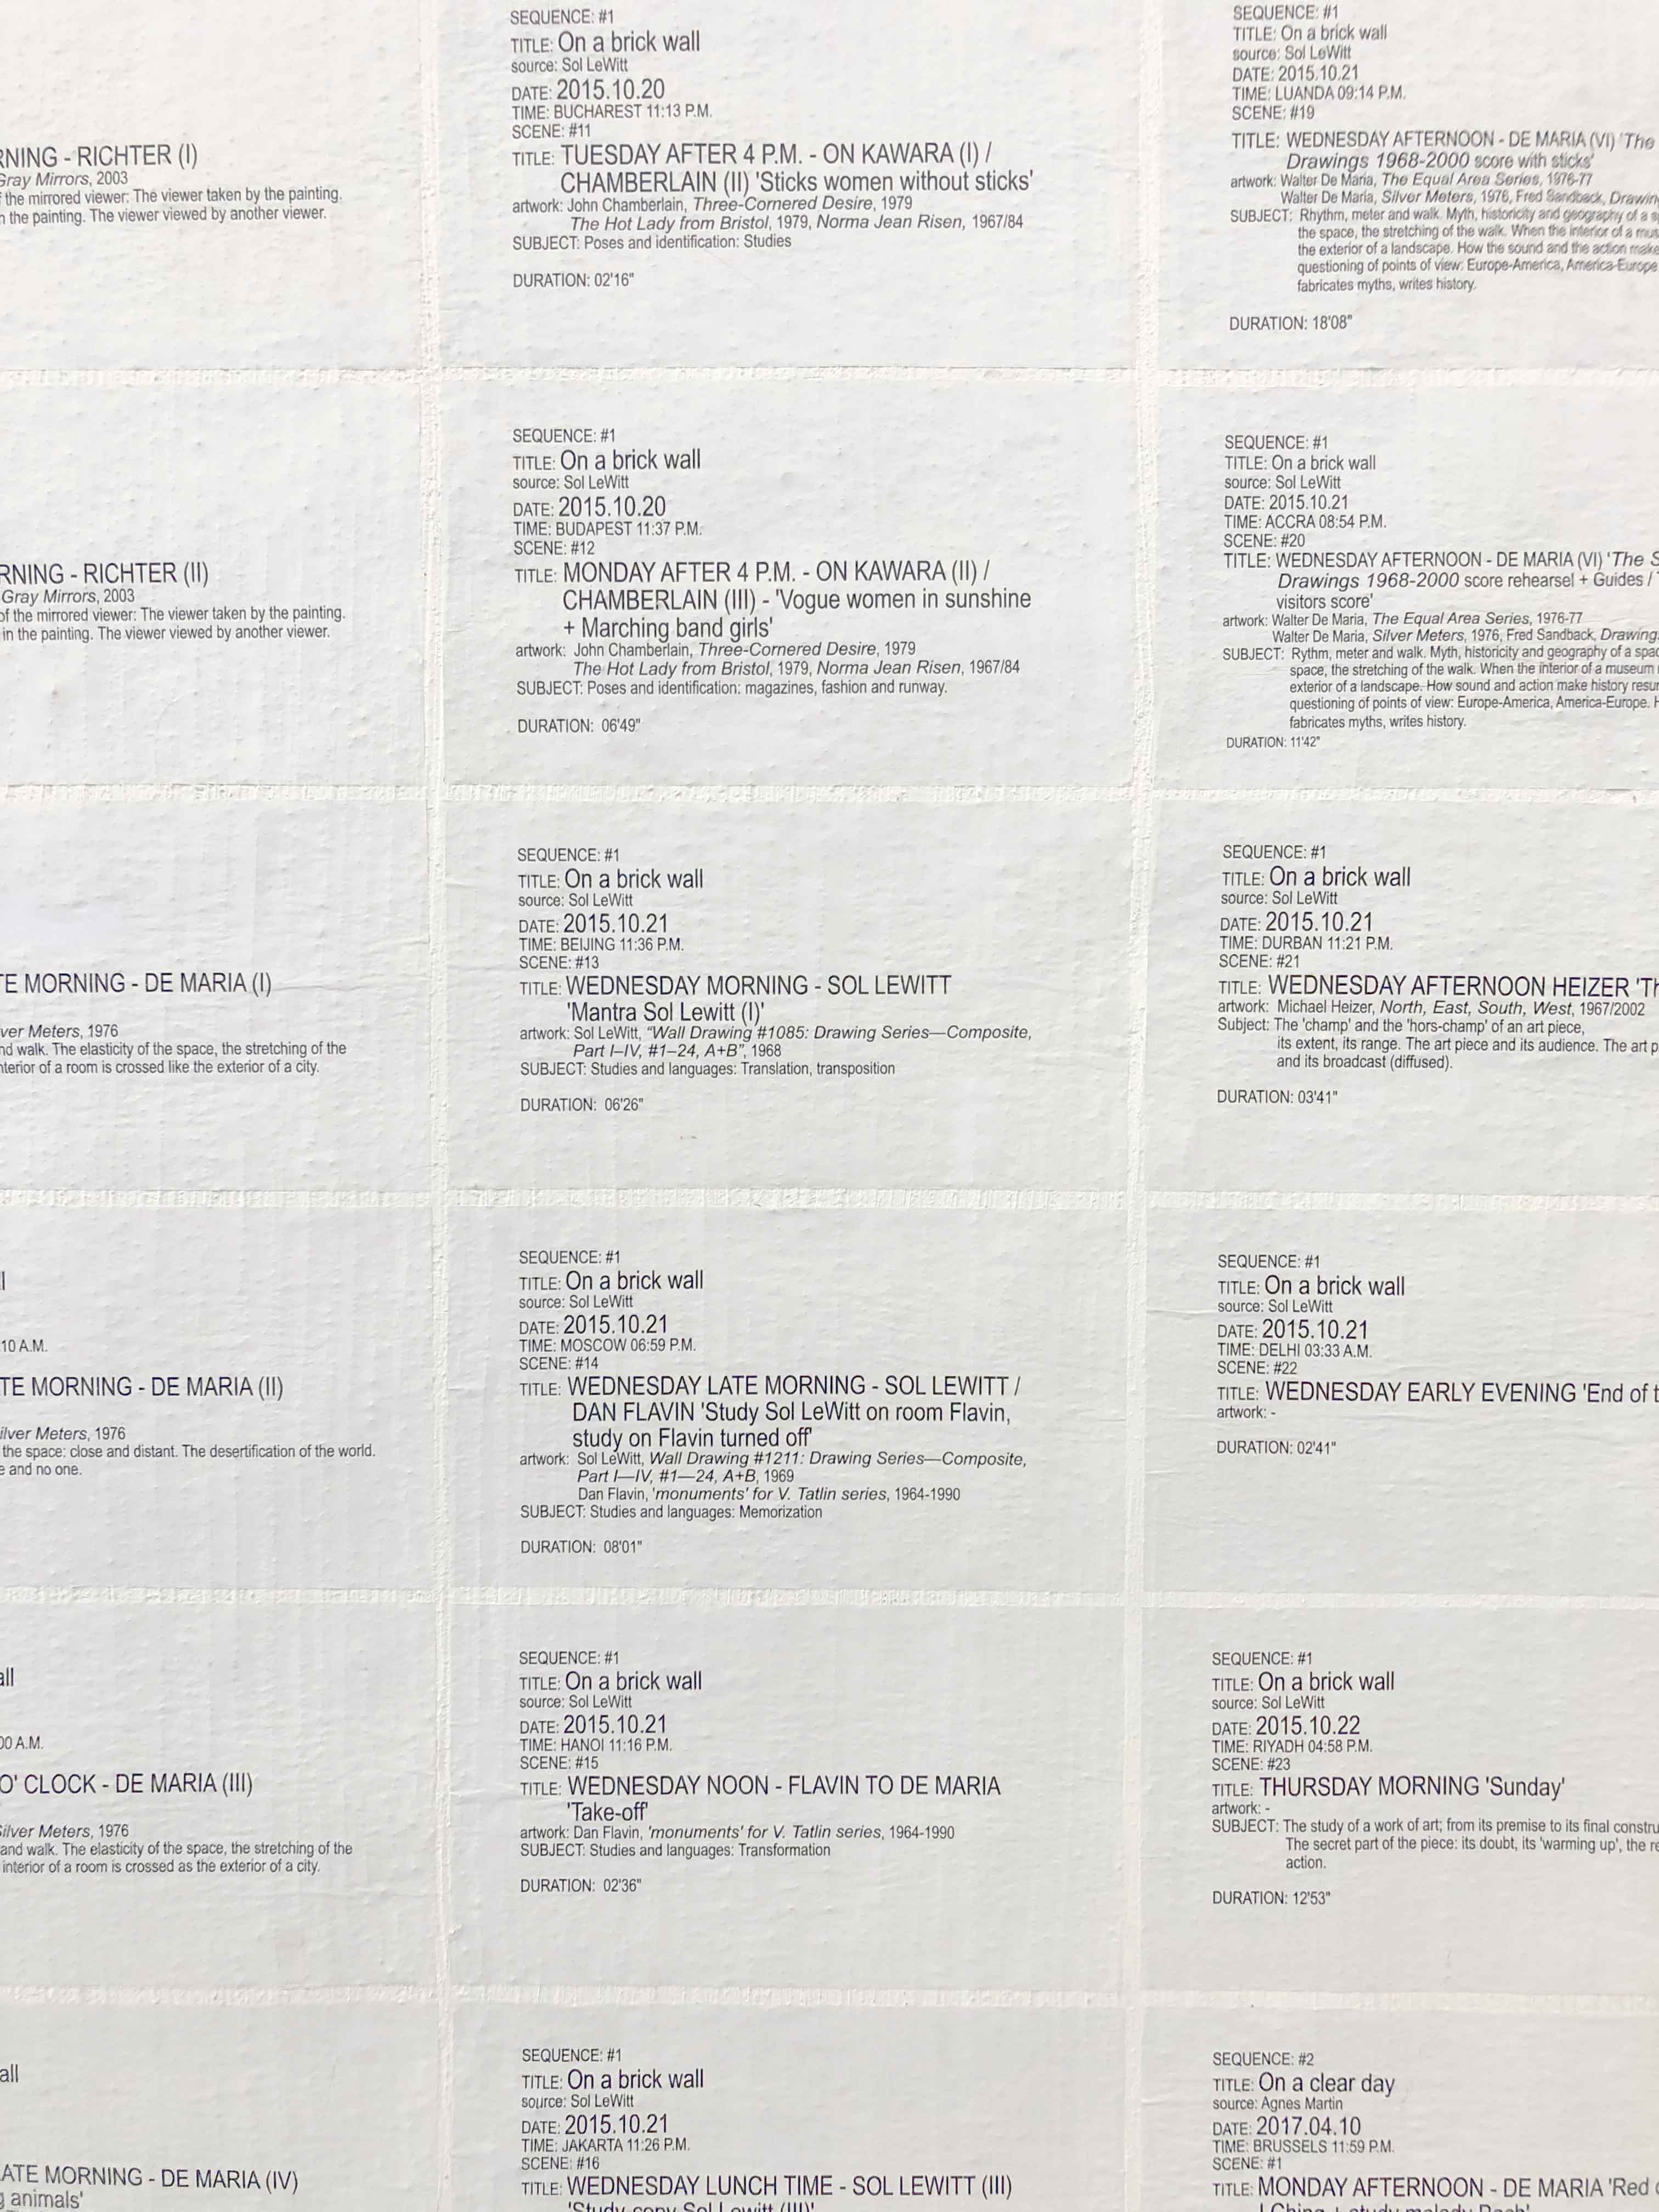 - RICHTER (I)
Gray Mirrors, 2003
the mirrored viewer: The viewer taken by the painting.
the painting. The viewer viewed by another viewer.
- RICHTER (II)
Gray Mirrors, 2003
of the mirrored viewer: The viewer taken by the painting.
in the painting. The viewer viewed by another viewer.
MORNING - DE MARIA (I)
Meters, 1976
walk. The elasticity of the space, the stretching of the
of a room is crossed like the exterior of a city.
10 A.M.
MORNING - DE MARIA (II)
Meters, 1976
the space: close and distant. The desertification of the world.
and no one.
A.M.
O' CLOCK - DE MARIA (III)
Meters, 1976
and walk. The elasticity of the space, the stretching of the
interior of a room is crossed as the exterior of a city.
MORNING - DE MARIA (IV)
animals'
SEQUENCE: #1
TITLE: On a brick wall
source: Sol LeWitt
DATE: 2015.10.20
TIME: BUCHAREST 11:13 P.M.
SCENE: #11
TITLE: TUESDAY AFTER 4 P.M. - ON KAWARA (I) /
CHAMBERLAIN (II) 'Sticks women without sticks'
artwork: John Chamberlain, Three-Cornered Desire, 1979
The Hot Lady from Bristol, 1979, Norma Jean Risen, 1967/84
SUBJECT: Poses and identification: Studies
DURATION: 02'16"
SEQUENCE: #1
TITLE: On a brick wall
source: Sol LeWitt
DATE: 2015.10.20
TIME: BUDAPEST 11:37 P.M.
SCENE: #12
TITLE: MONDAY AFTER 4 P.M. - ON KAWARA (II) /
CHAMBERLAIN (III) - 'Vogue women in sunshine
+ Marching band girls'
artwork: John Chamberlain, Three-Cornered Desire, 1979
The Hot Lady from Bristol, 1979, Norma Jean Risen, 1967/84
SUBJECT: Poses and identification: magazines, fashion and runway.
DURATION: 06'49"
SEQUENCE: #1
TITLE: On a brick wall
source: Sol LeWitt
DATE: 2015.10.21
TIME: BEIJING 11:36 P.M.
SCENE: #13
TITLE: WEDNESDAY MORNING - SOL LEWITT
'Mantra Sol Lewitt (I)'
artwork: Sol LeWitt, “Wall Drawing #1085: Drawing Series—Composite,
Part I–IV, #1–24, A+B”, 1968
SUBJECT: Studies and languages: Translation, transposition
DURATION: 06'26"
SEQUENCE: #1
TITLE: On a brick wall
source: Sol LeWitt
DATE: 2015.10.21
TIME: MOSCOW 06:59 P.M.
SCENE: #14
TITLE: WEDNESDAY LATE MORNING - SOL LEWITT /
DAN FLAVIN 'Study Sol LeWitt on room Flavin,
study on Flavin turned off'
artwork: Sol LeWitt, Wall Drawing #1211: Drawing Series—Composite,
Part I—IV, #1—24, A+B, 1969
Dan Flavin, 'monuments' for V. Tatlin series, 1964-1990
SUBJECT: Studies and languages: Memorization
DURATION: 08'01"
SEQUENCE: #1
TITLE: On a brick wall
source: Sol LeWitt
DATE: 2015.10.21
TIME: HANOI 11:16 P.M.
SCENE: #15
TITLE: WEDNESDAY NOON - FLAVIN TO DE MARIA
'Take-off'
artwork: Dan Flavin, 'monuments' for V. Tatlin series, 1964-1990
SUBJECT: Studies and languages: Transformation
DURATION: 02'36"
SEQUENCE: #1
TITLE: On a brick wall
source: Sol LeWitt
DATE: 2015.10.21
TIME: JAKARTA 11:26 P.M.
SCENE: #16
TITLE: WEDNESDAY LUNCH TIME - SOL LEWITT (III)
'Study copy Sol Lewitt (III)'
SEQUENCE: #1
TITLE: On a brick wall
source: Sol LeWitt
DATE: 2015.10.21
TIME: LUANDA 09:14 P.M.
SCENE: #19
TITLE: WEDNESDAY AFTERNOON - DE MARIA (VI) 'The
Drawings 1968-2000 score with sticks'
artwork: Walter De Maria, The Equal Area Series, 1976-77
Walter De Maria, Silver Meters, 1976, Fred Sandback,
SUBJECT: Rhythm, meter and walk. Myth, historicity and geography of a
the space, the stretching of the walk. When the interior of a
the exterior of a landscape. How the sound and the action make
questioning of points of view: Europe-America, America-Europe
fabricates myths, writes history.
DURATION: 18'08"
SEQUENCE: #1
TITLE: On a brick wall
source: Sol LeWitt
DATE: 2015.10.21
TIME: ACCRA 08:54 P.M.
SCENE: #20
TITLE: WEDNESDAY AFTERNOON - DE MARIA (VI) 'The
Drawings 1968-2000 score rehearsel + Guides /
visitors score'
artwork: Walter De Maria, The Equal Area Series, 1976-77
Walter De Maria, Silver Meters, 1976, Fred Sandback, Drawing
SUBJECT: Rythm, meter and walk. Myth, historicity and geography of a
space, the stretching of the walk. When the interior of a museum
exterior of a landscape. How sound and action make history
questioning of points of view: Europe-America, America-Europe.
fabricates myths, writes history.
DURATION: 11'42"
SEQUENCE: #1
TITLE: On a brick wall
source: Sol LeWitt
DATE: 2015.10.21
TIME: DURBAN 11:21 P.M.
SCENE: #21
TITLE: WEDNESDAY AFTERNOON HEIZER
artwork: Michael Heizer, North, East, South, West, 1967/2002
Subject: The 'champ' and the 'hors-champ' of an art piece,
its extent, its range. The art piece and its audience. The art
and its broadcast (diffused).
DURATION: 03'41"
SEQUENCE: #1
TITLE: On a brick wall
source: Sol LeWitt
DATE: 2015.10.21
TIME: DELHI 03:33 A.M.
SCENE: #22
TITLE: WEDNESDAY EARLY EVENING 'End of
artwork: -
DURATION: 02'41"
SEQUENCE: #1
TITLE: On a brick wall
source: Sol LeWitt
DATE: 2015.10.22
TIME: RIYADH 04:58 P.M.
SCENE: #23
TITLE: THURSDAY MORNING 'Sunday'
artwork: -
SUBJECT: The study of a work of art; from its premise to its final
The secret part of the piece: its doubt, its 'warming up', the
action.
DURATION: 12'53"
SEQUENCE: #2
TITLE: On a clear day
source: Agnes Martin
DATE: 2017.04.10
TIME: BRUSSELS 11:59 P.M.
SCENE: #1
TITLE: MONDAY AFTERNOON - DE MARIA 'Red
I Ching + study melody